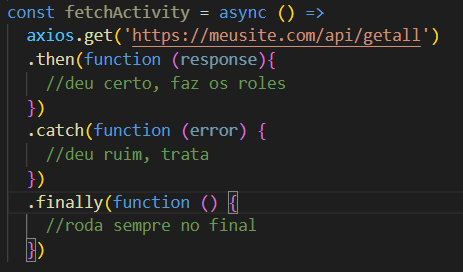 const fetchActivity = async () =>
  axios.get('https://meusite.com/api/getall')
  .then(function (response){
    //deu certo, faz os roles
  })
  .catch(function (error) {
    //deu ruim, trata
  })
  .finally(function () {
    //roda sempre no final
  })